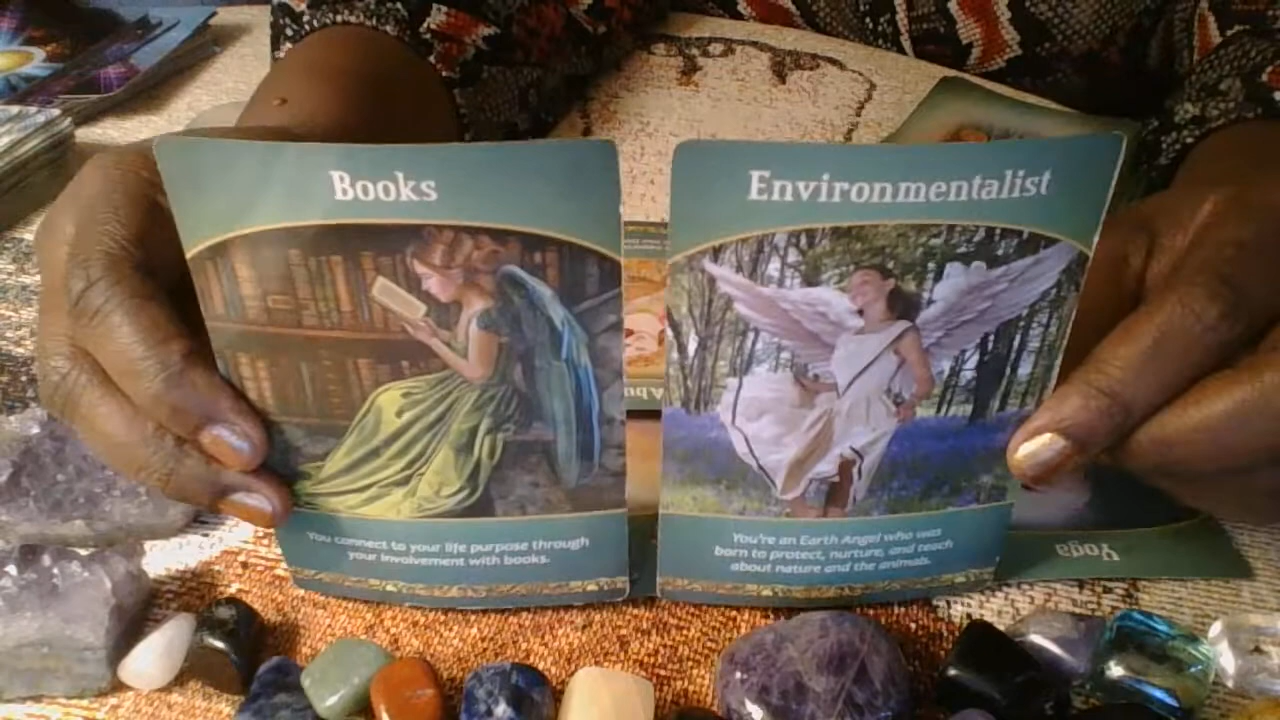 Books
You connect to your life purpose through
your involvement with books.
Environmentalist
You're an Earth Angel who was
born to protect, nurture, and teach
about nature and the animals.
Yoga